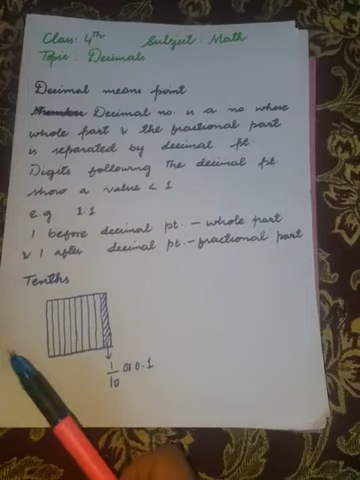 Class: 4th Subject: Math
Topic: Decimals
Decimal means point
Decimal no. is a no. whose
whole part & the fractional part
is separated by decimal pt.
Digits following the decimal pt.
show a value < 1
e.g 1.1
1 before decimal pt. - whole part
& 1 after decimal pt. - fractional part
Tenths
1/10 or 0.1